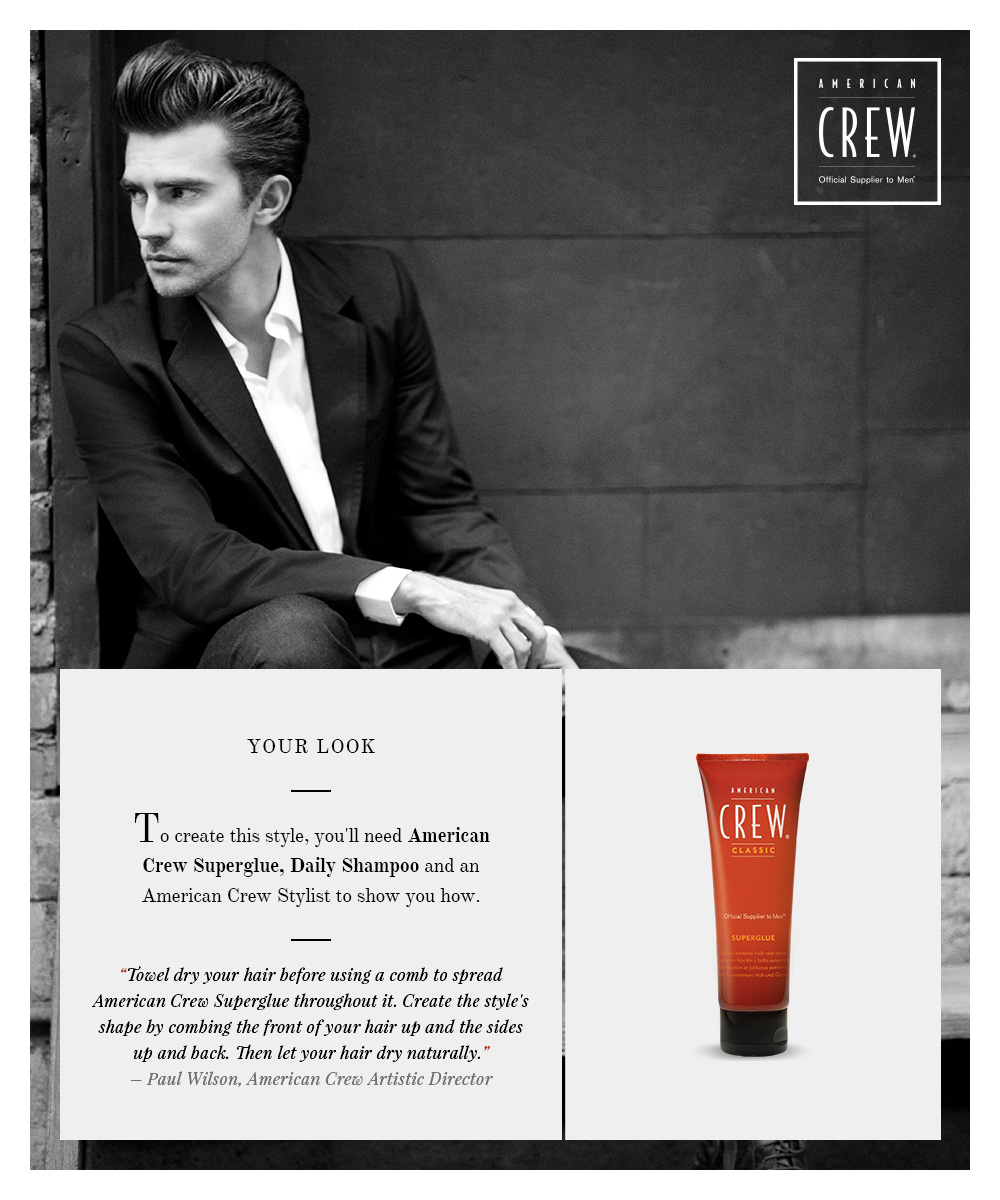 AMERICAN
CREW
Official Supplier to Men®
YOUR LOOK
To create this style, you'll need American
Crew Superglue, Daily Shampoo and an
American Crew Stylist to show you how.
“Towel dry your hair before using a comb to spread
American Crew Superglue throughout it. Create the style's
shape by combing the front of your hair up and the sides
up and back. Then let your hair dry naturally.”
– Paul Wilson, American Crew Artistic Director
AMERICAN
CREW®
CLASSIC
Official Supplier to Men™
SUPERGLUE